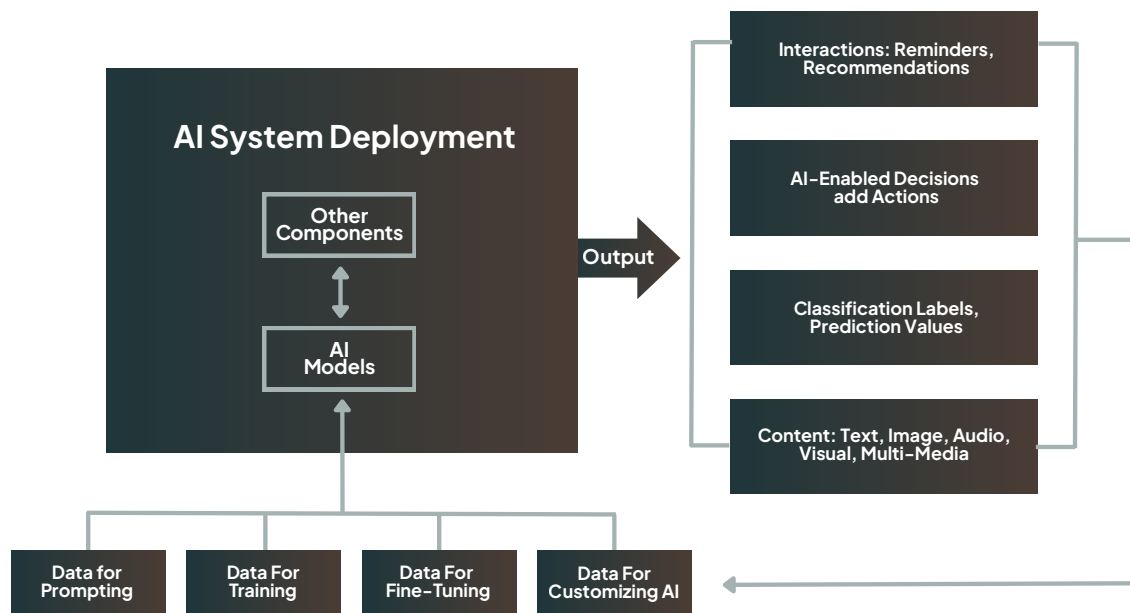 AI System Deployment
Other
Components
AI
Models
Output
Interactions: Reminders,
Recommendations
AI-Enabled Decisions
add Actions
Classification Labels,
Prediction Values
Content: Text, Image, Audio,
Visual, Multi-Media
Data for
Prompting
Data For
Training
Data For
Fine-Tuning
Data For
Customizing AI